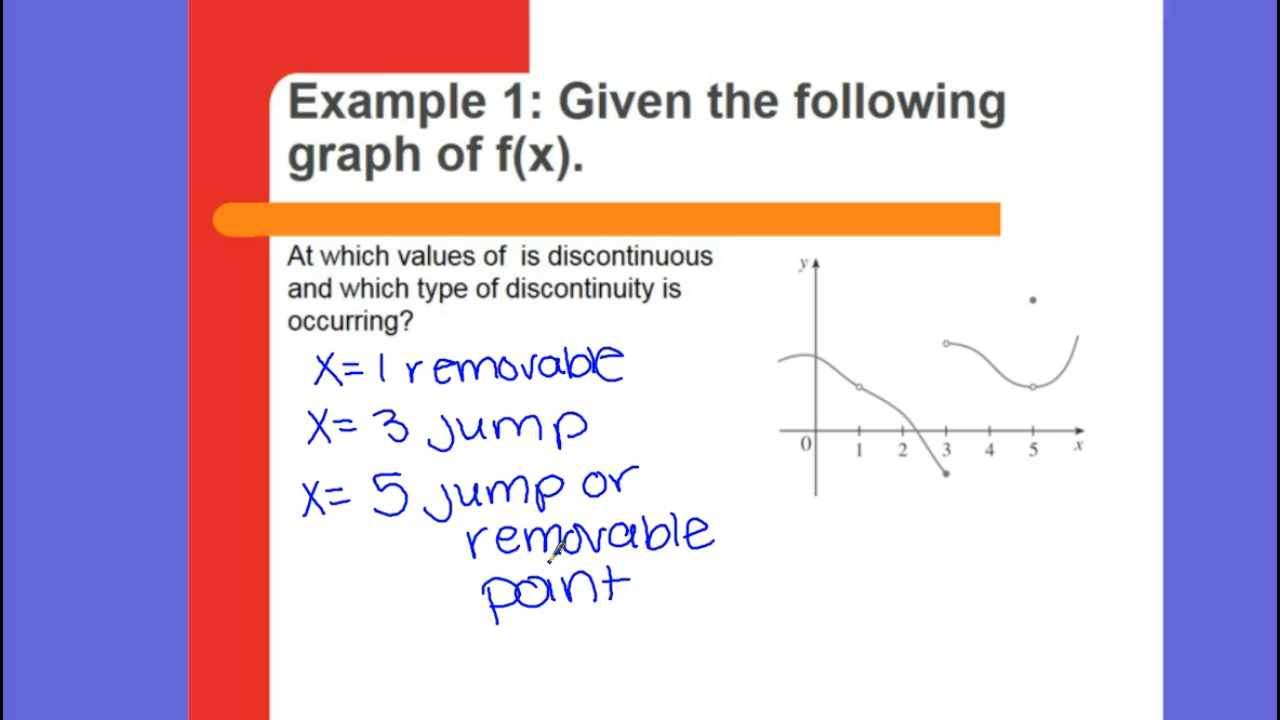 Example 1: Given the following
graph of f(x).
At which values of is discontinuous
and which type of discontinuity is
occurring?
x=1 removable
x= 3 jump
x= 5 jump or
removable
point
y
0 1 2 3 4 5 x